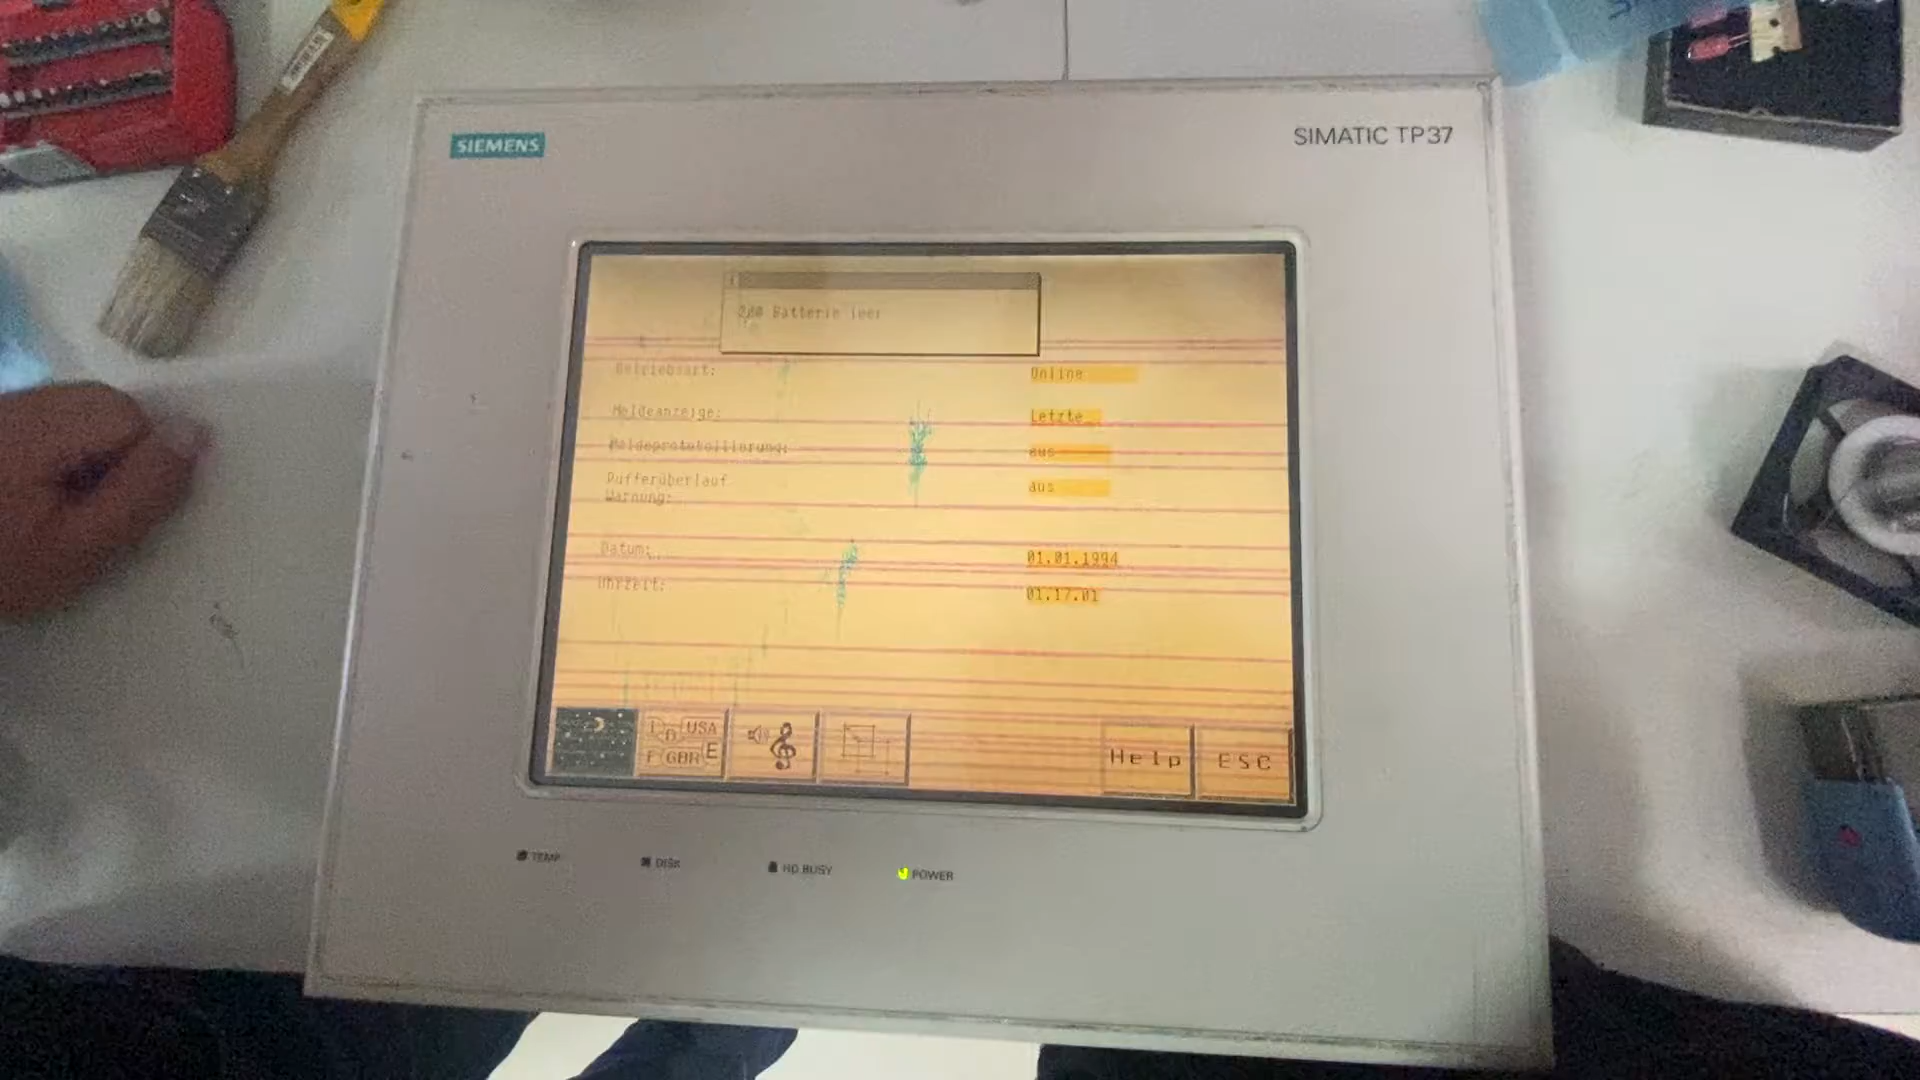 SIEMENS
SIMATIC TP37
Batterie leer
Betriebsart: Online
Meldeanzeige: Letzte
Meldeprotokollierung: aus
Pufferüberlauf aus
Warnung:
Datum: 01.01.1994
Uhrzeit: 01.17.01
I D USA
F GBR E
Help
ESC
TEMP
DISK
HD BUSY
POWER